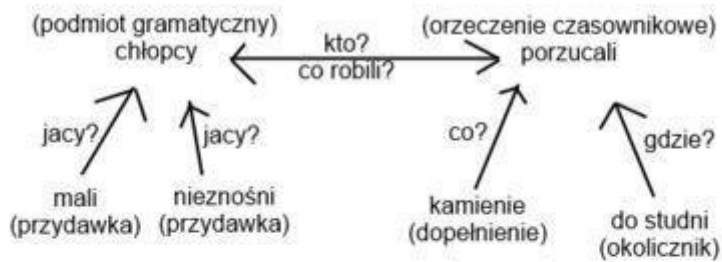 (podmiot gramatyczny)
chłopcy
kto?
co robili?
(orzeczenie czasownikowe)
porzucali
jacy?
jacy?
co?
gdzie?
mali
(przydawka)
nieznośni
(przydawka)
kamienie
(dopełnienie)
do studni
(okolicznik)